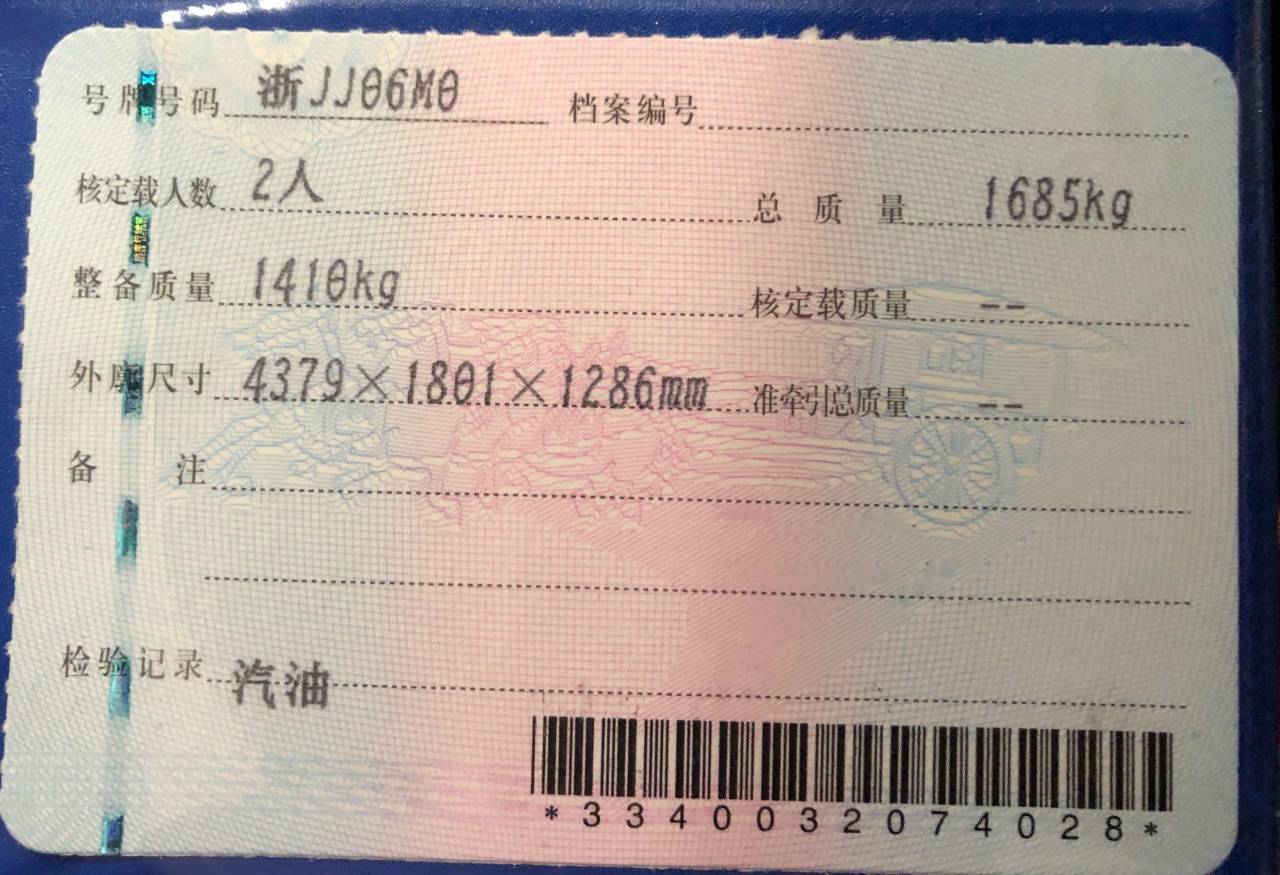 号牌号码 浙JJ06M0 档案编号
核定载人数 2人 总质量 1685kg
整备质量 1410kg 核定载质量 --
外廓尺寸 4379×1801×1286mm 准牵引总质量 --
备注
检验记录 汽油
*3340032074028*